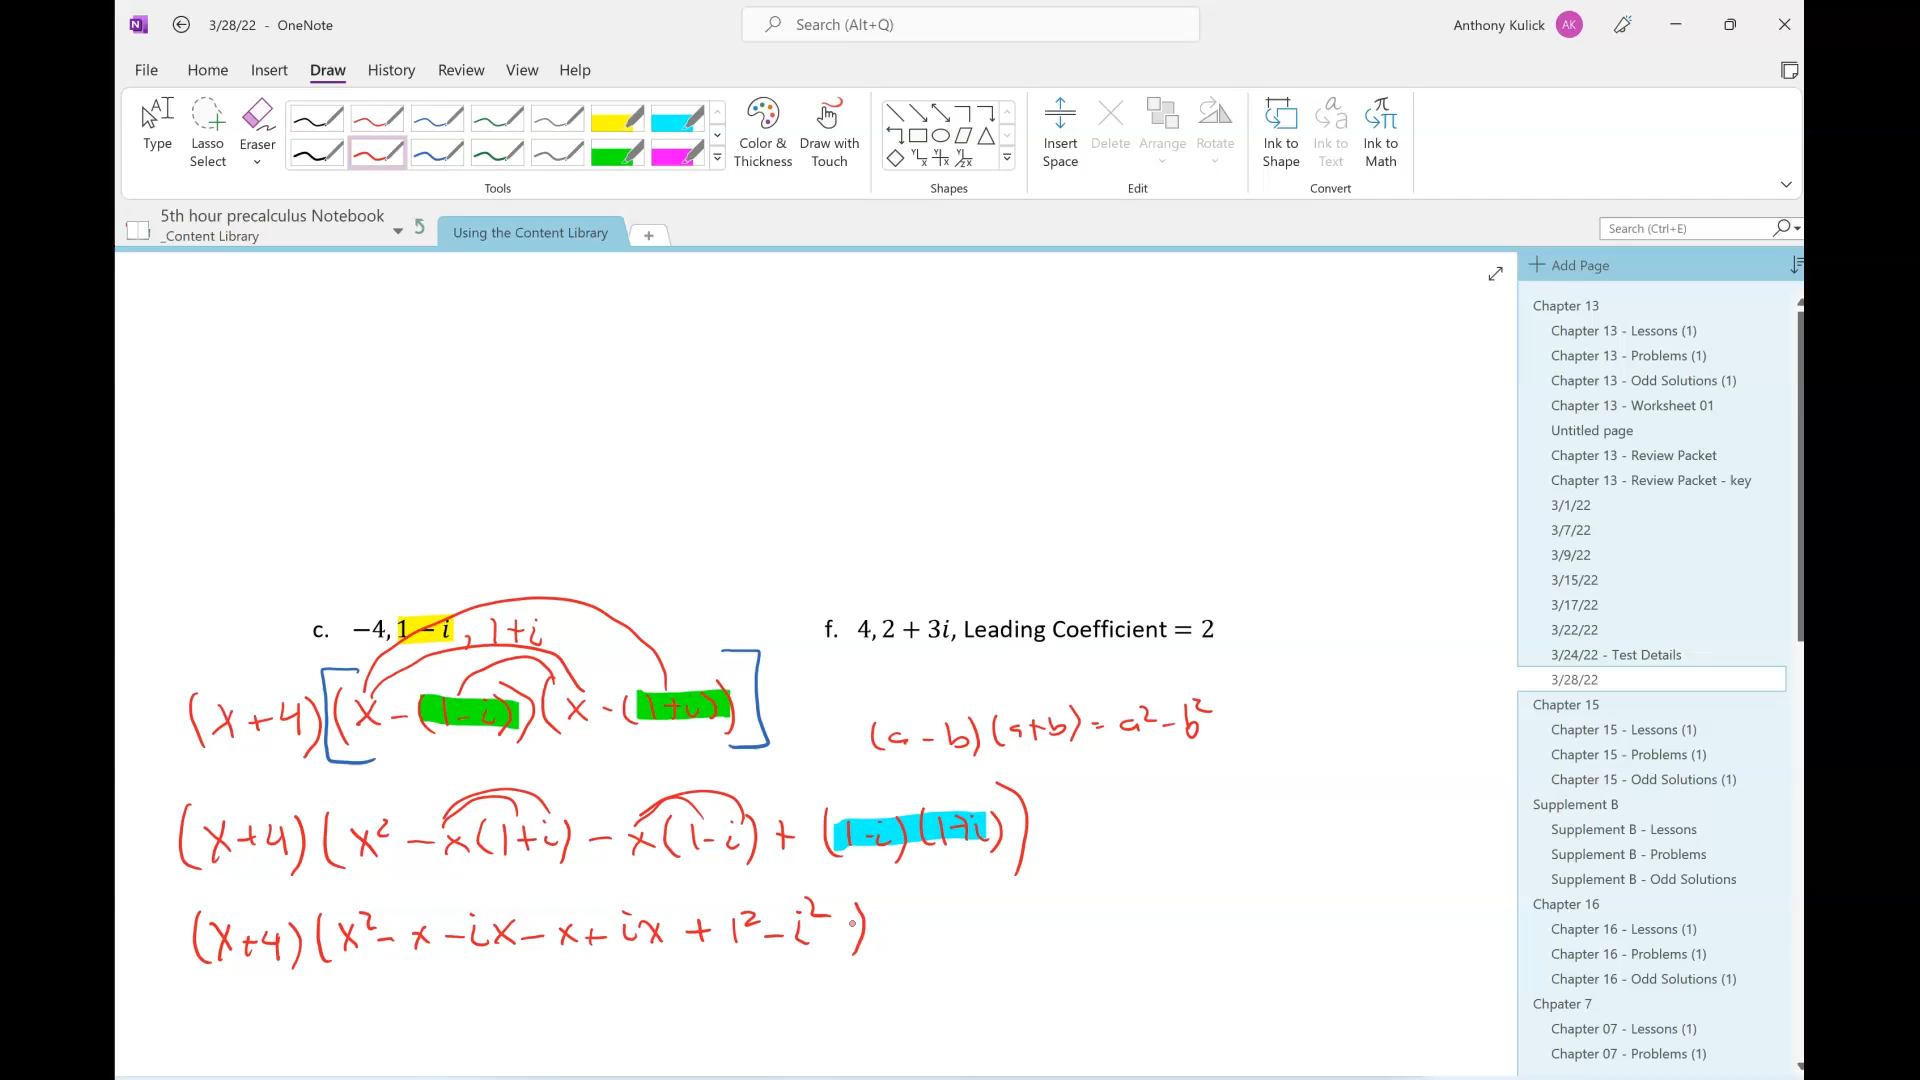 3/28/22 - OneNote
Search (Alt+Q)
Anthony Kulick
AK
File Home Insert Draw History Review View Help
Type
Lasso Select
Eraser
Color & Thickness
Draw with Touch
Insert Space
Delete
Arrange
Rotate
Ink to Shape
Ink to Text
Ink to Math
Tools
Shapes
Edit
Convert
5th hour precalculus Notebook
_Content Library
Using the Content Library
Search (Ctrl+E)
Add Page
Chapter 13
Chapter 13 - Lessons (1)
Chapter 13 - Problems (1)
Chapter 13 - Odd Solutions (1)
Chapter 13 - Worksheet 01
Untitled page
Chapter 13 - Review Packet
Chapter 13 - Review Packet - key
3/1/22
3/7/22
3/9/22
3/15/22
3/17/22
3/22/22
3/24/22 - Test Details
3/28/22
Chapter 15
Chapter 15 - Lessons (1)
Chapter 15 - Problems (1)
Chapter 15 - Odd Solutions (1)
Supplement B
Supplement B - Lessons
Supplement B - Problems
Supplement B - Odd Solutions
Chapter 16
Chapter 16 - Lessons (1)
Chapter 16 - Problems (1)
Chapter 16 - Odd Solutions (1)
Chpater 7
Chapter 07 - Lessons (1)
Chapter 07 - Problems (1)
c. −4, 1 − i , 1+i
f. 4, 2 + 3i, Leading Coefficient = 2
(x+4)[(x-(1-i))(x-(1+i))]
(a-b)(a+b)=a²-b²
(x+4)(x²-x(1+i)-x(1-i)+(1-i)(1+i))
(x+4)(x²-x-ix-x+ix+1²-i²)